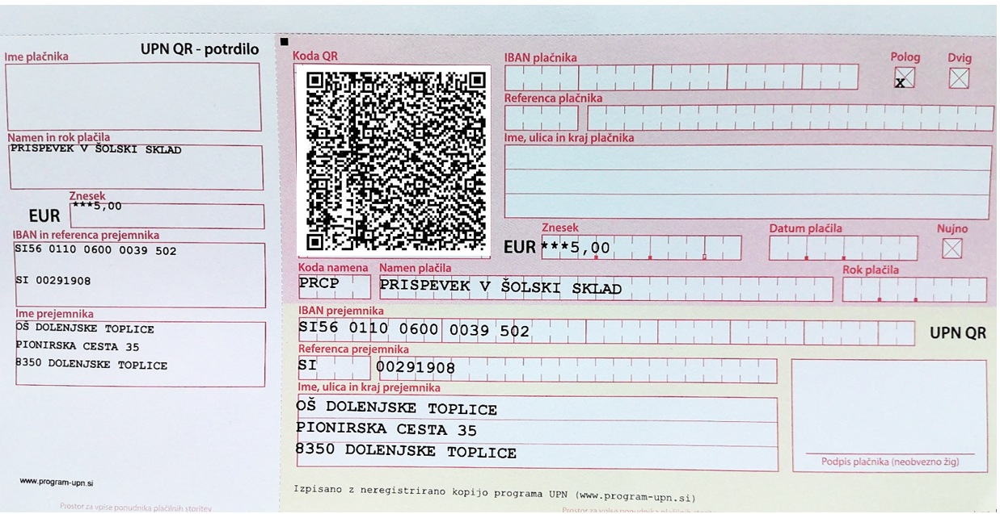 UPN QR - potrdilo
Ime plačnika
Namen in rok plačila
PRISPEVEK V ŠOLSKI SKLAD
Znesek
EUR ***5,00
IBAN in referenca prejemnika
SI56 0110 0600 0039 502
SI 00291908
Ime prejemnika
OŠ DOLENJSKE TOPLICE
PIONIRSKA CESTA 35
8350 DOLENJSKE TOPLICE
www.program-upn.si
Prostor za vpise ponudnika plačilnih storitev
Koda QR
IBAN plačnika
Polog
Dvig
x
Referenca plačnika
Ime, ulica in kraj plačnika
Znesek
Datum plačila
Nujno
EUR ***5,00
Koda namena
Namen plačila
Rok plačila
PRCP PRISPEVEK V ŠOLSKI SKLAD
IBAN prejemnika
SI56 0110 0600 0039 502
UPN QR
Referenca prejemnika
SI 00291908
Ime, ulica in kraj prejemnika
OŠ DOLENJSKE TOPLICE
PIONIRSKA CESTA 35
8350 DOLENJSKE TOPLICE
Podpis plačnika (neobvezno žig)
Izpisano z neregistrirano kopijo programa UPN (www.program-upn.si)
Prostor za vpise ponudnika plačilnih storitev